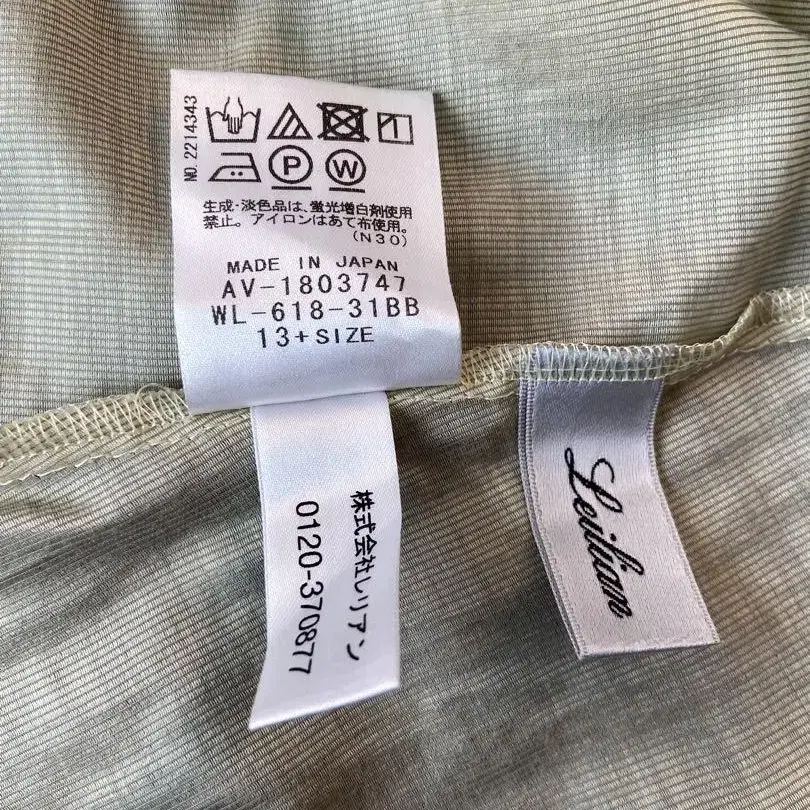 NO. 2214343
P
W
生成・淡色品は、蛍光増白剤使用
禁止。アイロンはあて布使用。
(N30)
MADE IN JAPAN
AV-1803747
WL-618-31BB
13+SIZE
株式会社レリアン
0120-370877
Leilian